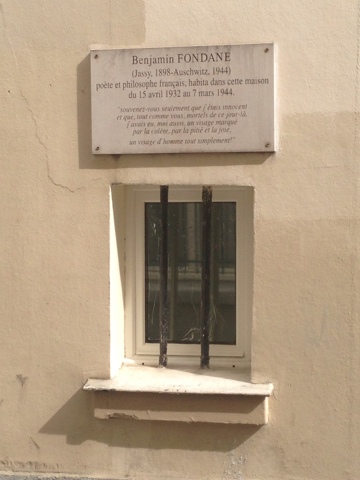 Benjamin FONDANE
(Jassy, 1898-Auschwitz, 1944)
poète et philosophe français, habita dans cette maison
du 15 avril 1932 au 7 mars 1944.
"souvenez-vous seulement que j'étais innocent
et que, tout comme vous, mortels de ce jour-là,
j'avais eu, moi aussi, un visage marqué
par la colère, par la pitié et la joie,
un visage d'homme tout simplement!"